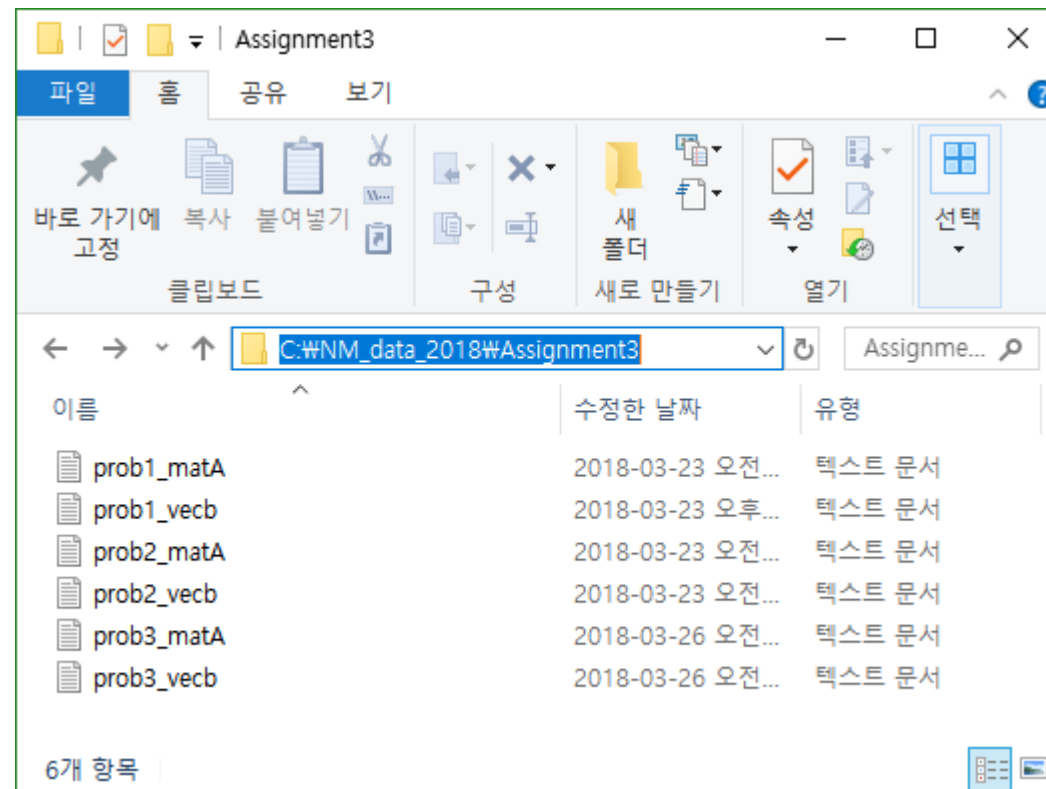 Assignment3
파일 홈 공유 보기
바로 가기에 고정
복사
붙여넣기
새 폴더
속성
선택
클립보드 구성 새로 만들기 열기
C:₩NM_data_2018₩Assignment3 Assignme...
이름 수정한 날짜 유형
prob1_matA 2018-03-23 오전... 텍스트 문서
prob1_vecb 2018-03-23 오후... 텍스트 문서
prob2_matA 2018-03-23 오전... 텍스트 문서
prob2_vecb 2018-03-23 오전... 텍스트 문서
prob3_matA 2018-03-26 오전... 텍스트 문서
prob3_vecb 2018-03-26 오전... 텍스트 문서
6개 항목